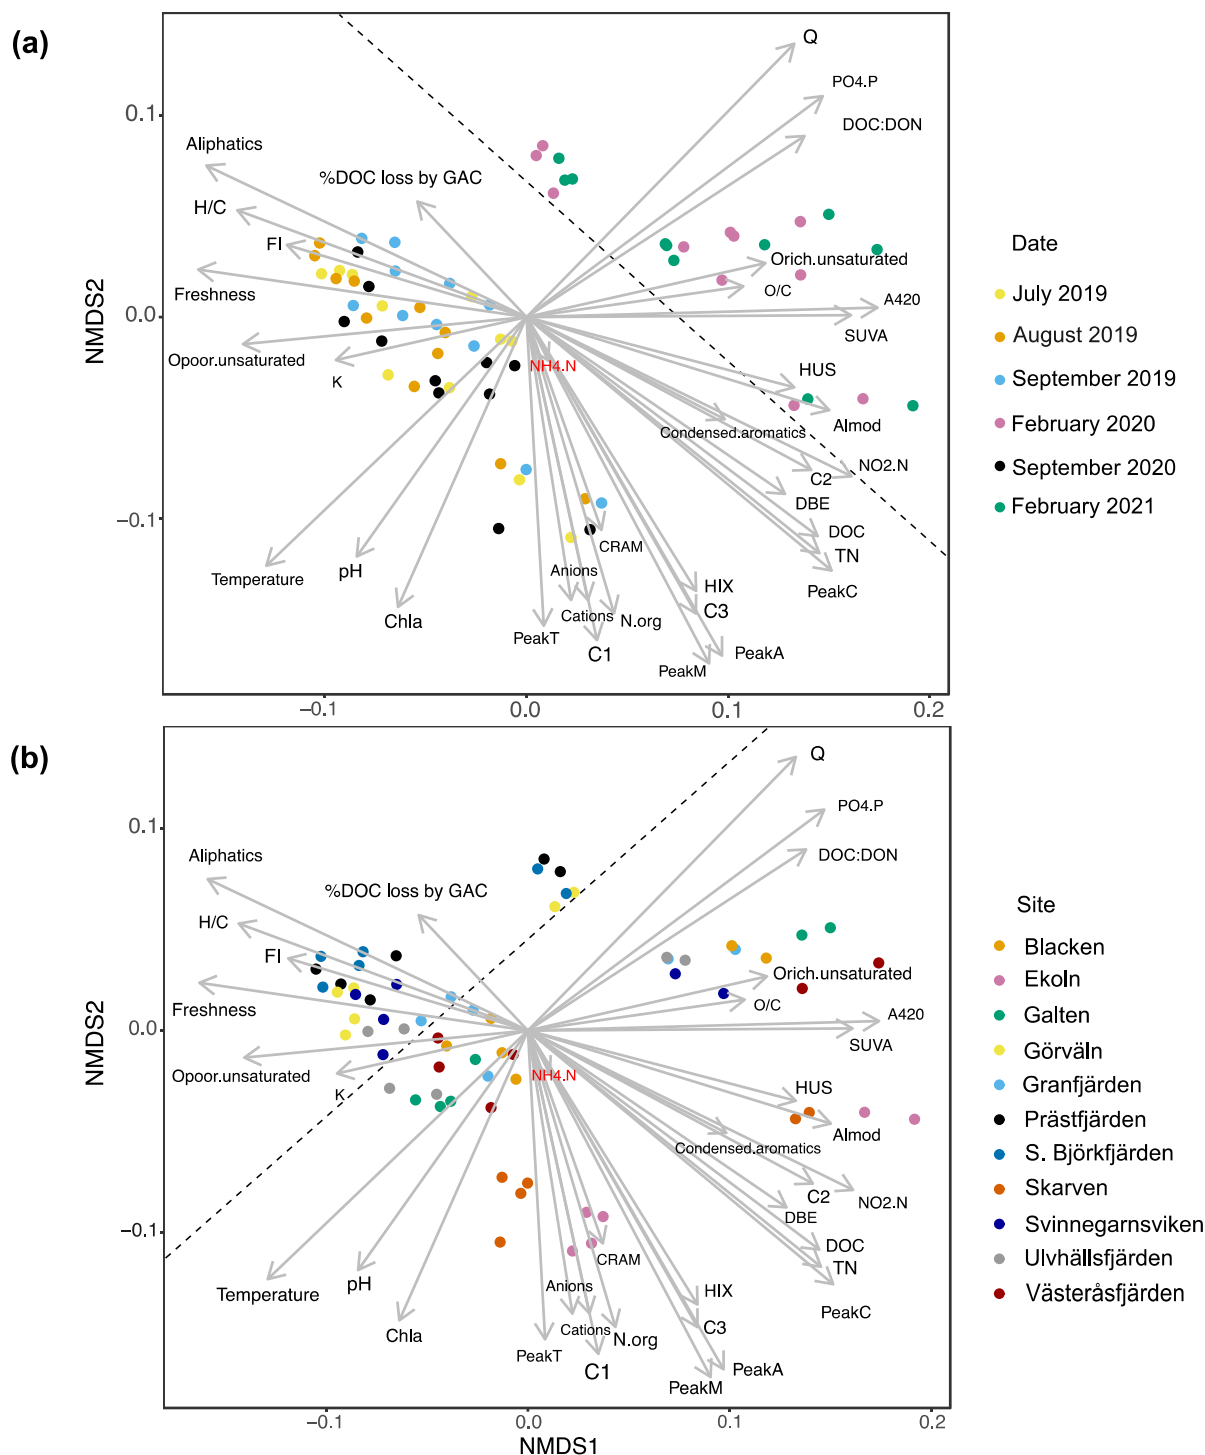 (a)
Q
PO4.P
DOC:DON
0.1
Aliphatics
%DOC loss by GAC
H/C
FI
Date
Orich.unsaturated
Freshness
O/C
July 2019
A420
NMDS2
0.0
SUVA
August 2019
Opoor.unsaturated
NH4.N
K
HUS
September 2019
Almod
February 2020
Condensed.aromatics
NO2.N
C2
September 2020
DBE
−0.1
February 2021
DOC
CRAM
TN
Temperature
pH
Anions
HIX
PeakC
Chla
Cations
N.org
C3
PeakT
C1
PeakA
PeakM
−0.1
0.0
0.1
0.2
(b)
Q
PO4.P
0.1
Aliphatics
DOC:DON
%DOC loss by GAC
H/C
Site
FI
Blacken
Orich.unsaturated
Ekoln
Freshness
O/C
Galten
A420
NMDS2
0.0
SUVA
Görväln
Opoor.unsaturated
NH4.N
K
HUS
Granfjärden
Almod
Prästfjärden
Condensed.aromatics
S. Björkfjärden
C2
NO2.N
Skarven
DBE
Svinnegarnsviken
−0.1
DOC
CRAM
TN
Ulvhällsfjärden
Temperature
pH
Anions
HIX
Västeråsfjärden
PeakC
Chla
Cations
N.org
C3
PeakT
C1
PeakA
PeakM
−0.1
0.0
0.1
0.2
NMDS1